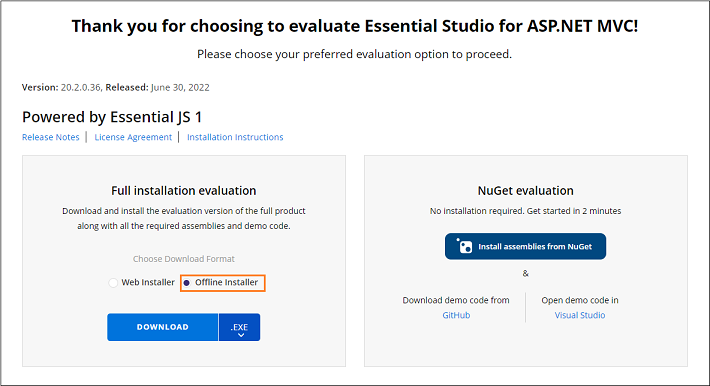 Thank you for choosing to evaluate Essential Studio for ASP.NET MVC!
Please choose your preferred evaluation option to proceed.
Version: 20.2.0.36, Released: June 30, 2022
Powered by Essential JS 1
Release Notes | License Agreement | Installation Instructions
Full installation evaluation
Download and install the evaluation version of the full product
along with all the required assemblies and demo code.
Choose Download Format
Web Installer Offline Installer
DOWNLOAD .EXE
NuGet evaluation
No installation required. Get started in 2 minutes
Install assemblies from NuGet
&
Download demo code from
GitHub
Open demo code in
Visual Studio